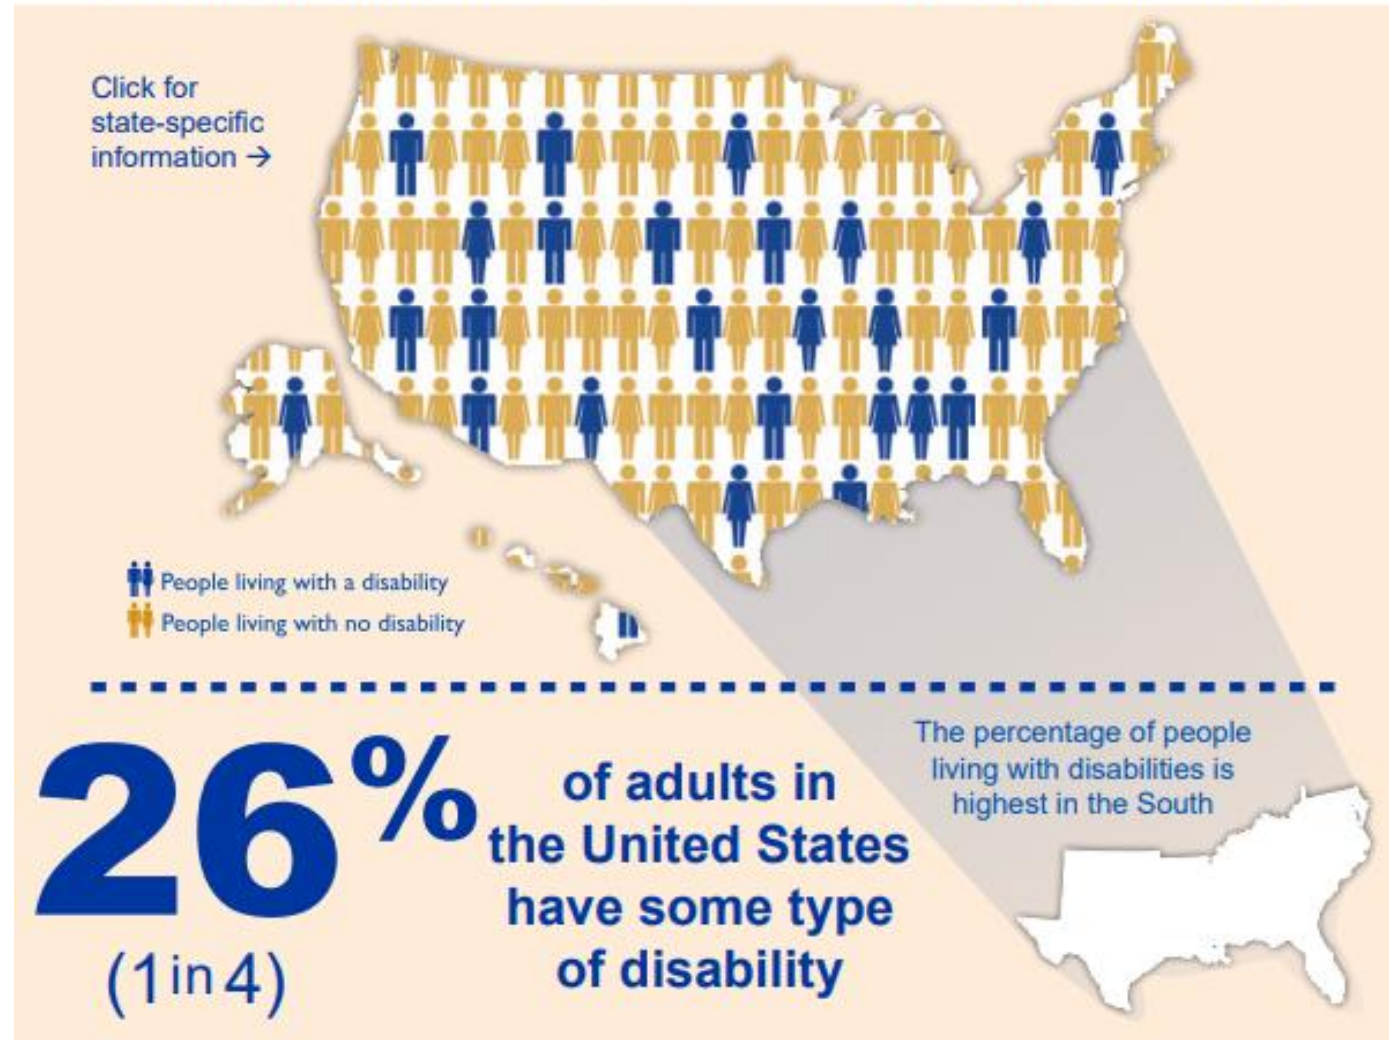 Click for
state-specific
information →
People living with a disability
People living with no disability
26%
(1 in 4)
of adults in
the United States
have some type
of disability
The percentage of people
living with disabilities is
highest in the South